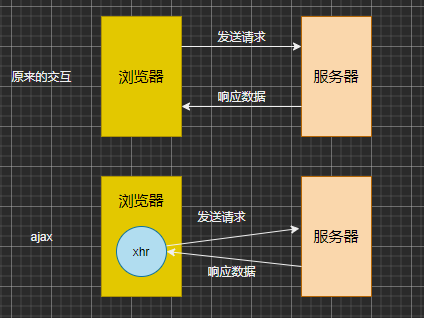 发送请求
原来的交互
浏览器
服务器
响应数据
浏览器
发送请求
ajax
xhr
服务器
响应数据